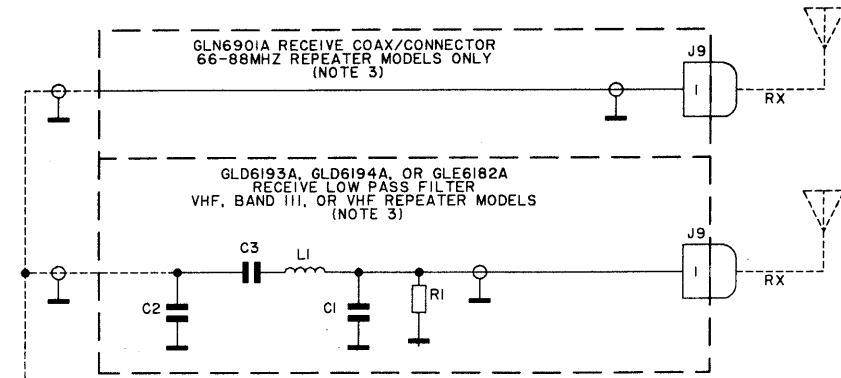 GLN6901A RECEIVE COAX/CONNECTOR
66-88MHZ REPEATER MODELS ONLY
(NOTE 3)
J9
1
RX
GLD6193A, GLD6194A, OR GLE6182A
RECEIVE LOW PASS FILTER
VHF, BAND III, OR VHF REPEATER MODELS
(NOTE 3)
J9
C3
L1
1
RX
C2
C1
R1